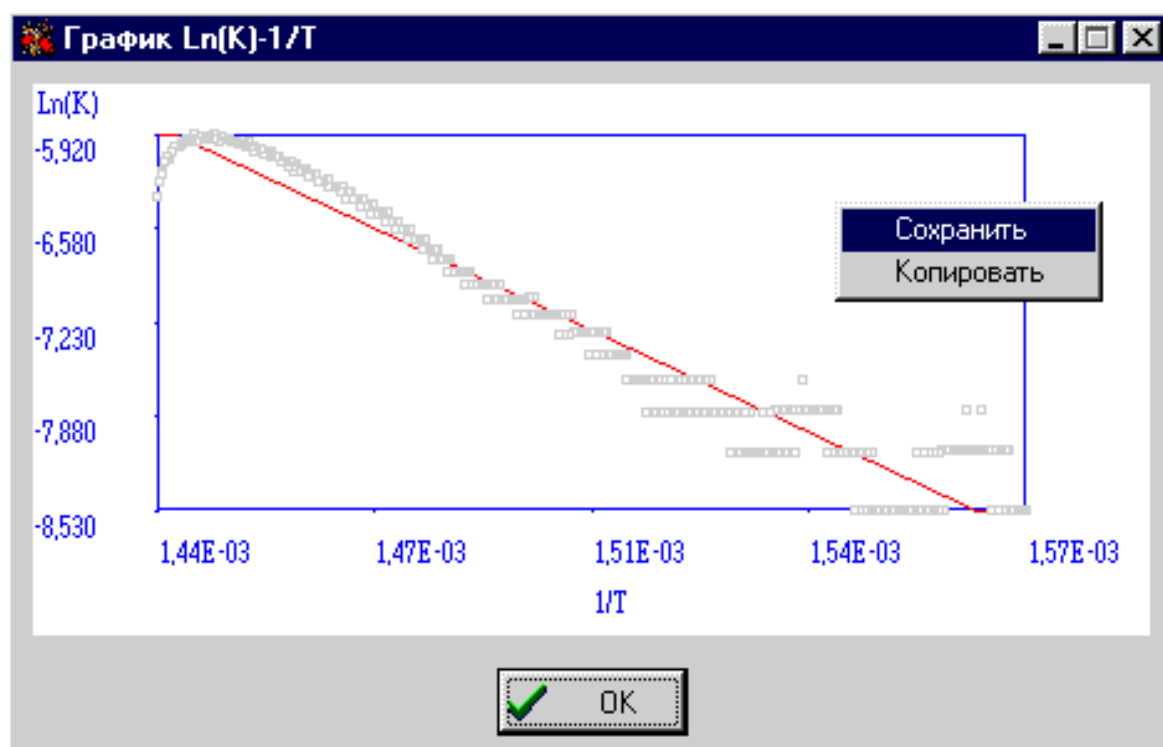 График Ln(K)-1/T
Ln(K)
-5,920
-6,580
-7,230
-7,880
-8,530
Сохранить
Копировать
1,44E-03 1,47E-03 1,51E-03 1,54E-03 1,57E-03
1/T
OK